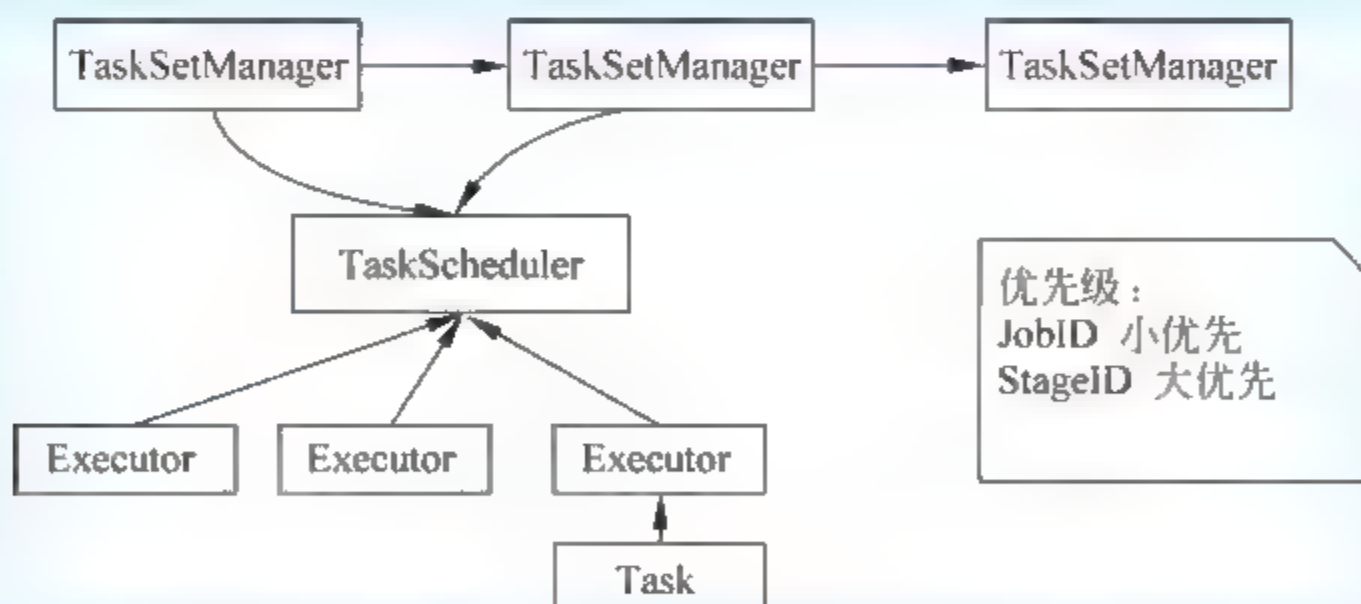 TaskSetManager
TaskSetManager
TaskSetManager
TaskScheduler
优先级：
JobID 小优先
StageID 大优先
Executor
Executor
Executor
Task